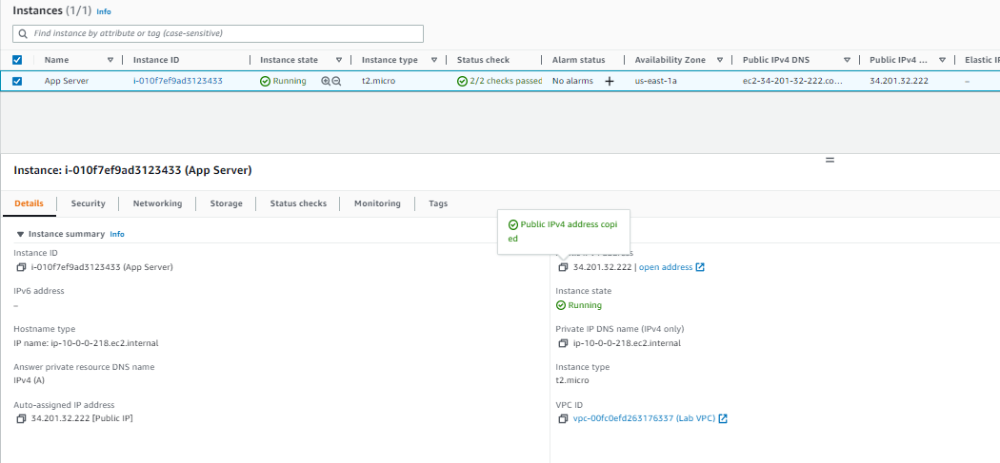 Instances (1/1) Info
Find instance by attribute or tag (case-sensitive)
Name Instance ID Instance state Instance type Status check Alarm status Availability Zone Public IPv4 DNS Public IPv4 ... Elastic IP
App Server i-010f7ef9ad3123433 Running t2.micro 2/2 checks passed No alarms + us-east-1a ec2-34-201-32-222.co... 34.201.32.222 –
Instance: i-010f7ef9ad3123433 (App Server)
Details Security Networking Storage Status checks Monitoring Tags
Public IPv4 address copi
ed
Instance summary Info
Instance ID
i-010f7ef9ad3123433 (App Server)
34.201.32.222 | open address
IPv6 address
–
Instance state
Running
Hostname type
IP name: ip-10-0-0-218.ec2.internal
Private IP DNS name (IPv4 only)
ip-10-0-0-218.ec2.internal
Answer private resource DNS name
IPv4 (A)
Instance type
t2.micro
Auto-assigned IP address
34.201.32.222 [Public IP]
VPC ID
vpc-00fc0efd263176337 (Lab VPC)